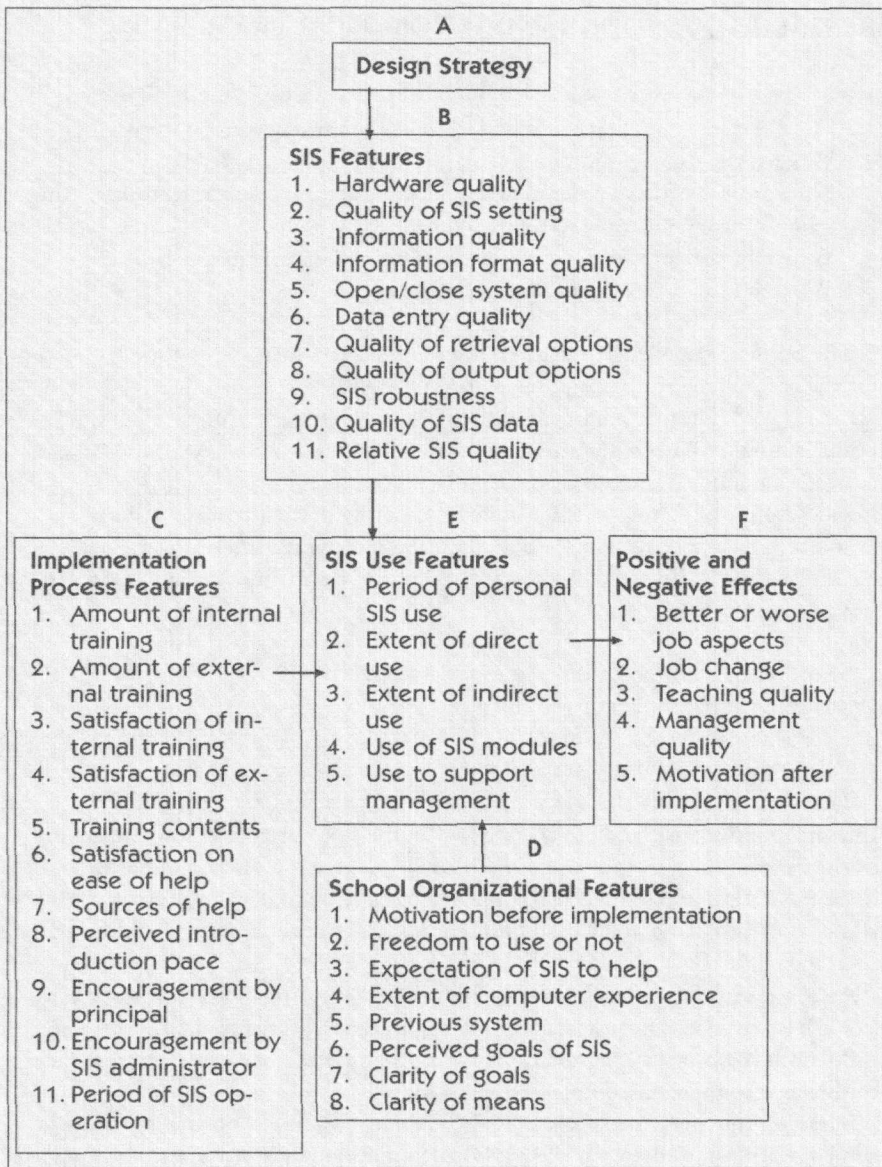 A
Design Strategy
B
SIS Features
1. Hardware quality
2. Quality of SIS setting
3. Information quality
4. Information format quality
5. Open/close system quality
6. Data entry quality
7. Quality of retrieval options
8. Quality of output options
9. SIS robustness
10. Quality of SIS data
11. Relative SIS quality
C
Implementation
Process Features
1. Amount of internal
training
2. Amount of exter-
nal training
3. Satisfaction of in-
ternal training
4. Satisfaction of ex-
ternal training
5. Training contents
6. Satisfaction on
ease of help
7. Sources of help
8. Perceived intro-
duction pace
9. Encouragement by
principal
10. Encouragement by
SIS administrator
11. Period of SIS op-
eration
E
SIS Use Features
1. Period of personal
SIS use
2. Extent of direct
use
3. Extent of indirect
use
4. Use of SIS modules
5. Use to support
management
F
Positive and
Negative Effects
1. Better or worse
job aspects
2. Job change
3. Teaching quality
4. Management
quality
5. Motivation after
implementation
D
School Organizational Features
1. Motivation before implementation
2. Freedom to use or not
3. Expectation of SIS to help
4. Extent of computer experience
5. Previous system
6. Perceived goals of SIS
7. Clarity of goals
8. Clarity of means